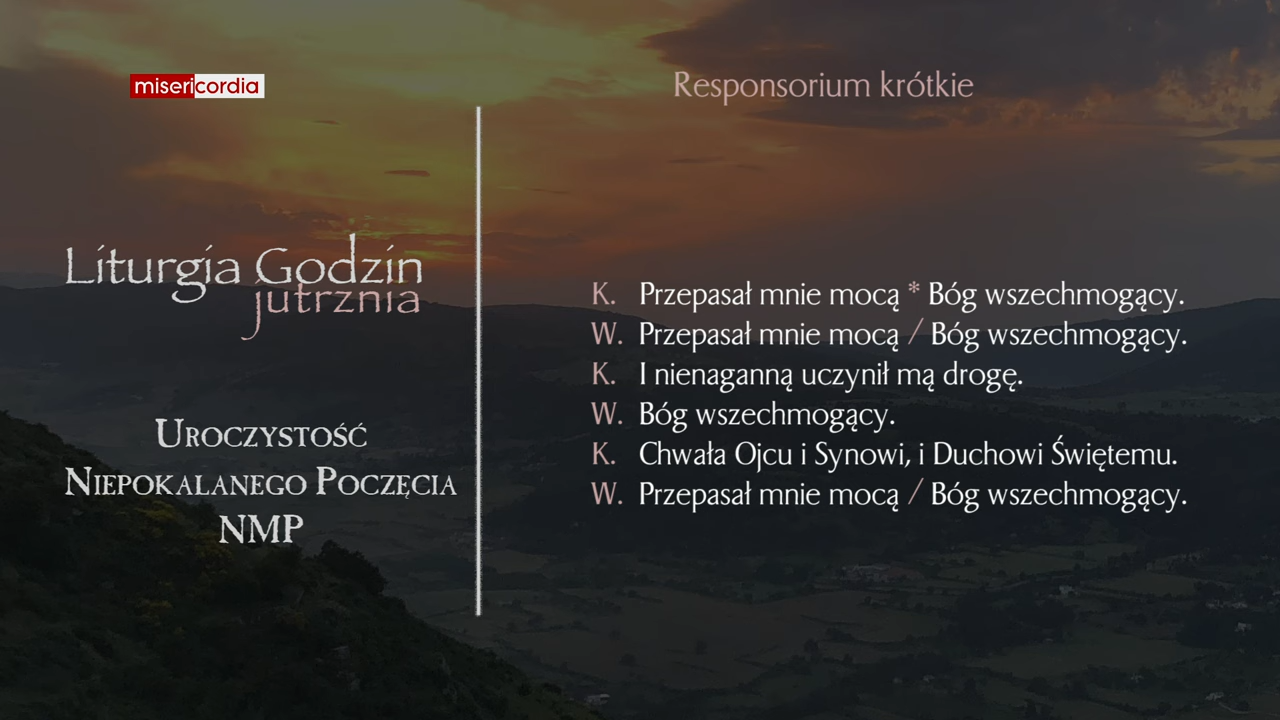 misericordia
Liturgia Godzin
jutrznia
Uroczystość
Niepokalanego Poczęcia
NMP
Responsorium krótkie
K. Przepasał mnie mocą * Bóg wszechmogący.
W. Przepasał mnie mocą / Bóg wszechmogący.
K. I nienaganną uczynił mą drogę.
W. Bóg wszechmogący.
K. Chwała Ojcu i Synowi, i Duchowi Świętemu.
W. Przepasał mnie mocą / Bóg wszechmogący.